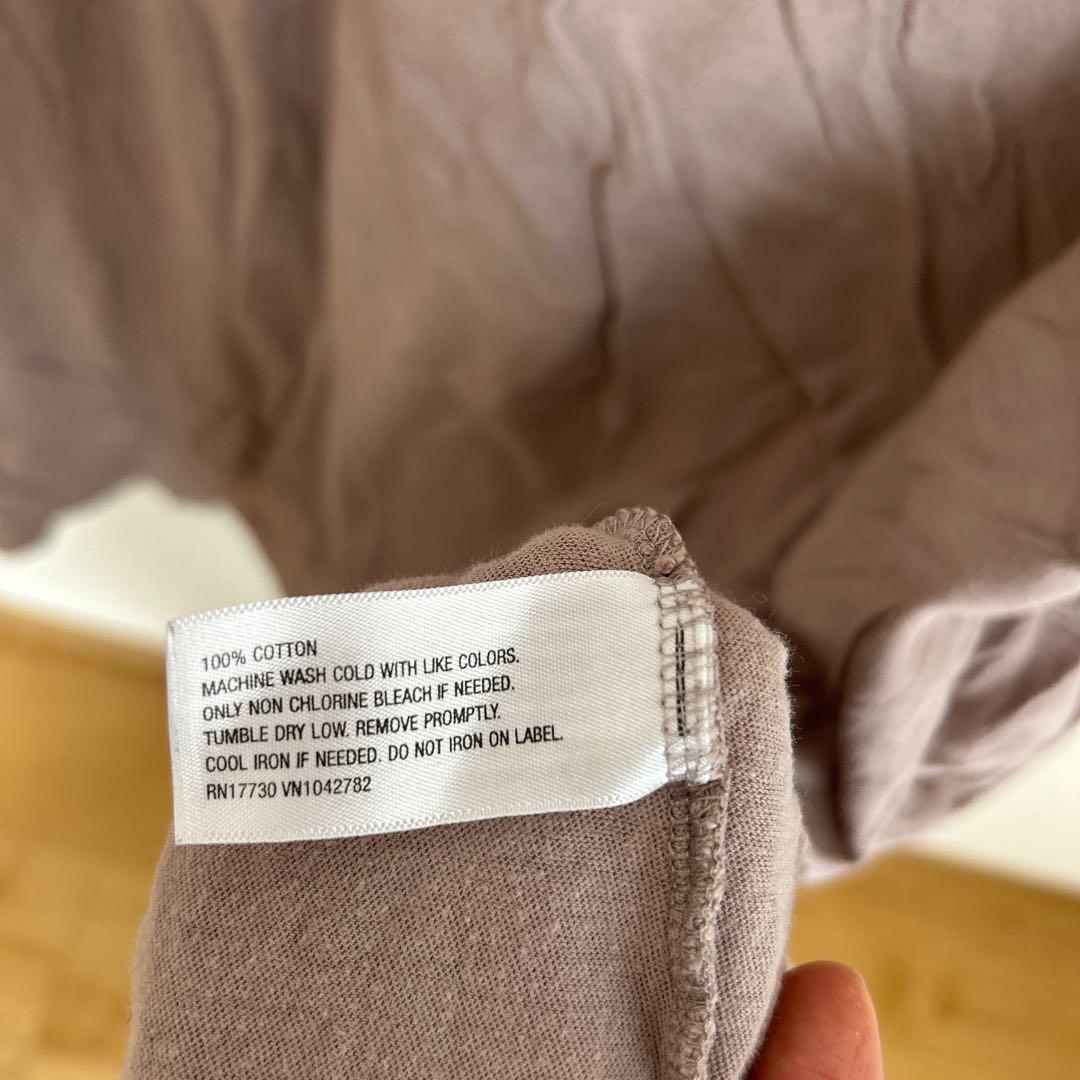 100% COTTON
MACHINE WASH COLD WITH LIKE COLORS.
ONLY NON CHLORINE BLEACH IF NEEDED.
TUMBLE DRY LOW. REMOVE PROMPTLY.
COOL IRON IF NEEDED. DO NOT IRON ON LABEL.
RN17730 VN1042782